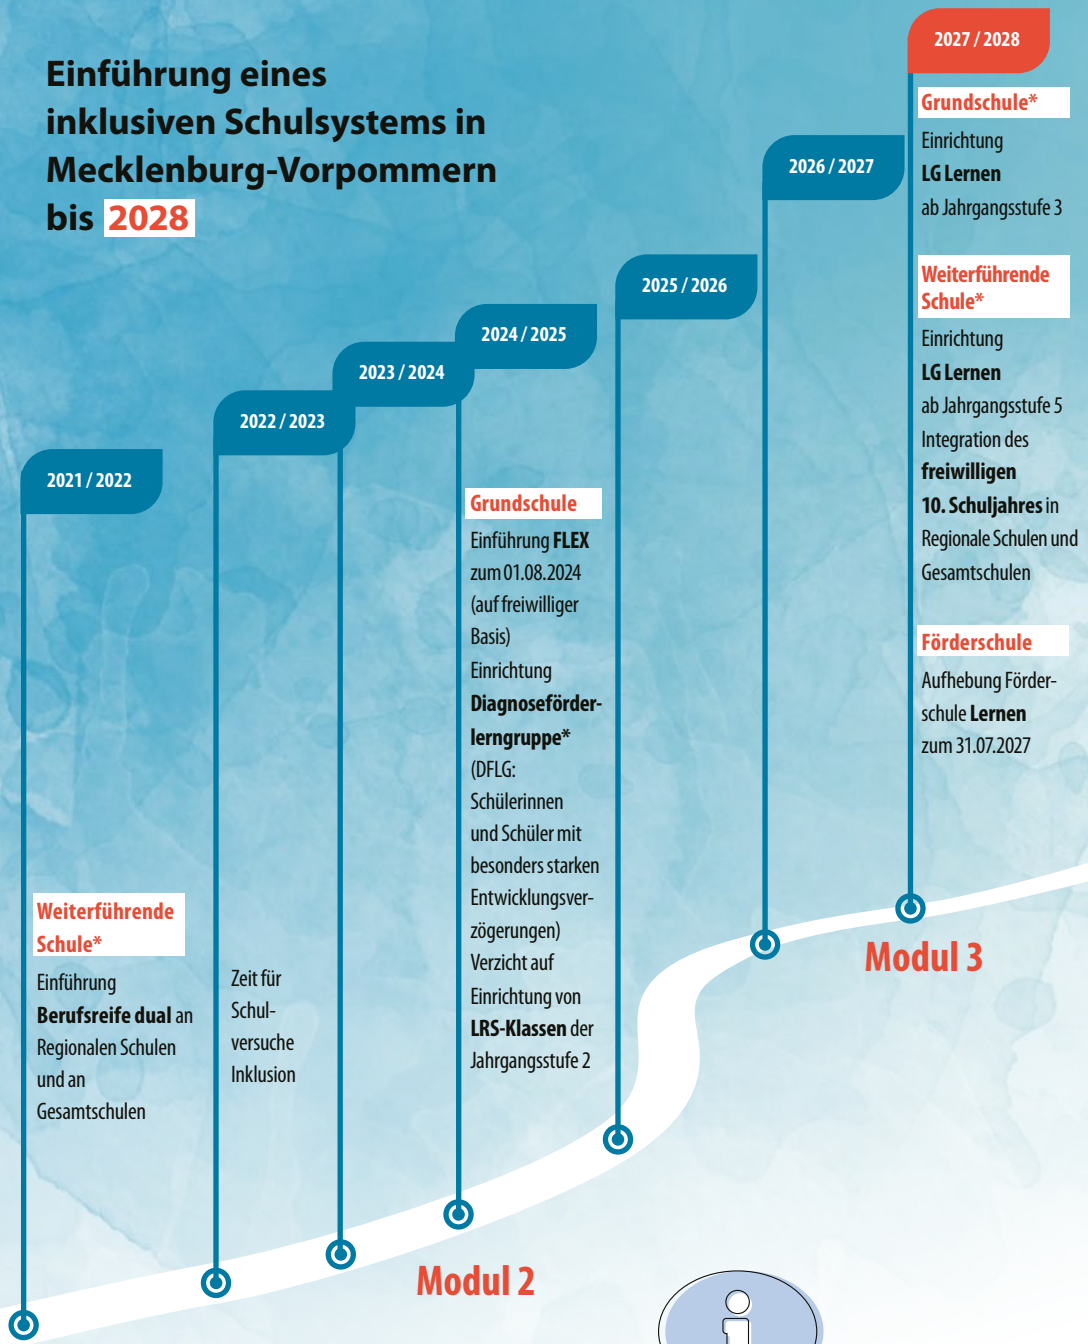 Einführung eines
inklusiven Schulsystems in
Mecklenburg-Vorpommern
bis 2028
2021 / 2022
Weiterführende
Schule*
Einführung
Berufsreife dual an
Regionalen Schulen
und an
Gesamtschulen
2022 / 2023
Zeit für
Schul-
versuche
Inklusion
2023 / 2024
2024 / 2025
Grundschule
Einführung FLEX
zum 01.08.2024
(auf freiwilliger
Basis)
Einrichtung
Diagnoseförder-
lerngruppe*
(DFLG:
Schülerinnen
und Schüler mit
besonders starken
Entwicklungsver-
zögerungen)
Verzicht auf
Einrichtung von
LRS-Klassen der
Jahrgangsstufe 2
Modul 2
2025 / 2026
2026 / 2027
2027 / 2028
Grundschule*
Einrichtung
LG Lernen
ab Jahrgangsstufe 3
Weiterführende
Schule*
Einrichtung
LG Lernen
ab Jahrgangsstufe 5
Integration des
freiwilligen
10. Schuljahres in
Regionale Schulen und
Gesamtschulen
Förderschule
Aufhebung Förder-
schule Lernen
zum 31.07.2027
Modul 3